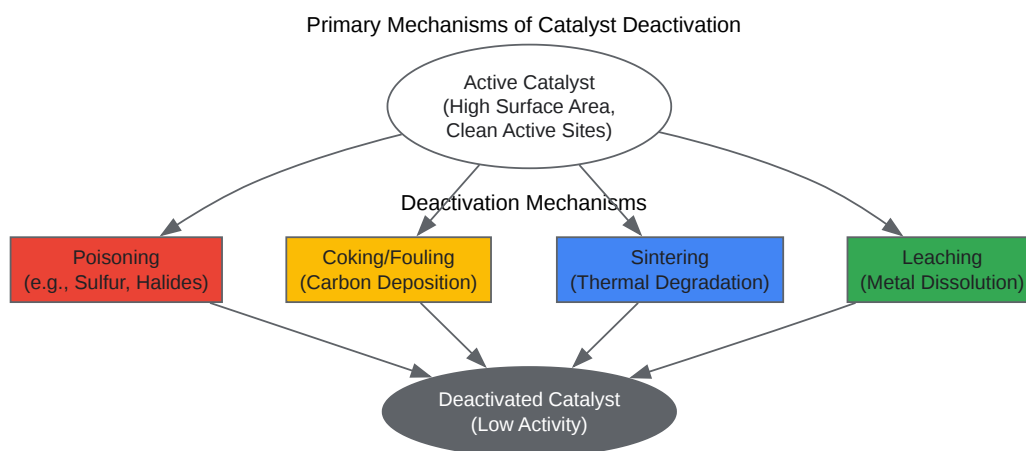 Primary Mechanisms of Catalyst Deactivation
Active Catalyst
(High Surface Area,
Clean Active Sites)
Deactivation Mechanisms
Poisoning
(e.g., Sulfur, Halides)
Coking/Fouling
(Carbon Deposition)
Sintering
(Thermal Degradation)
Leaching
(Metal Dissolution)
Deactivated Catalyst
(Low Activity)